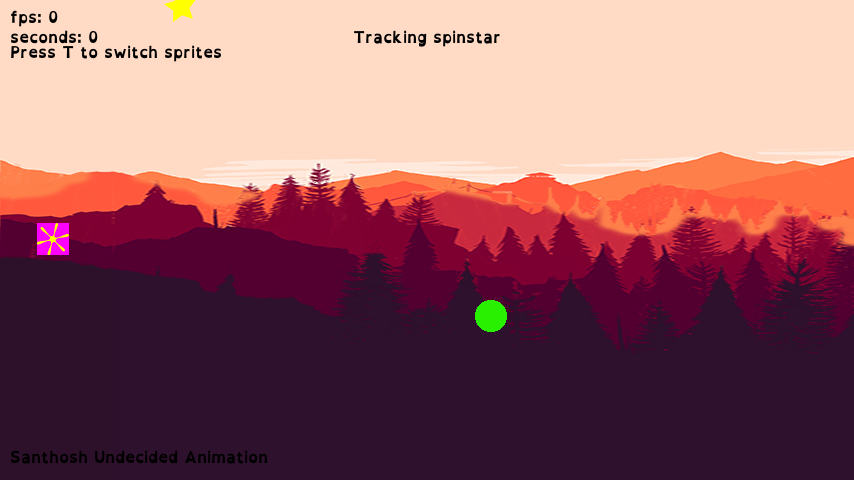 fps: 0
seconds: 0
Press T to switch sprites
Tracking spinstar
Santhosh Undecided Animation